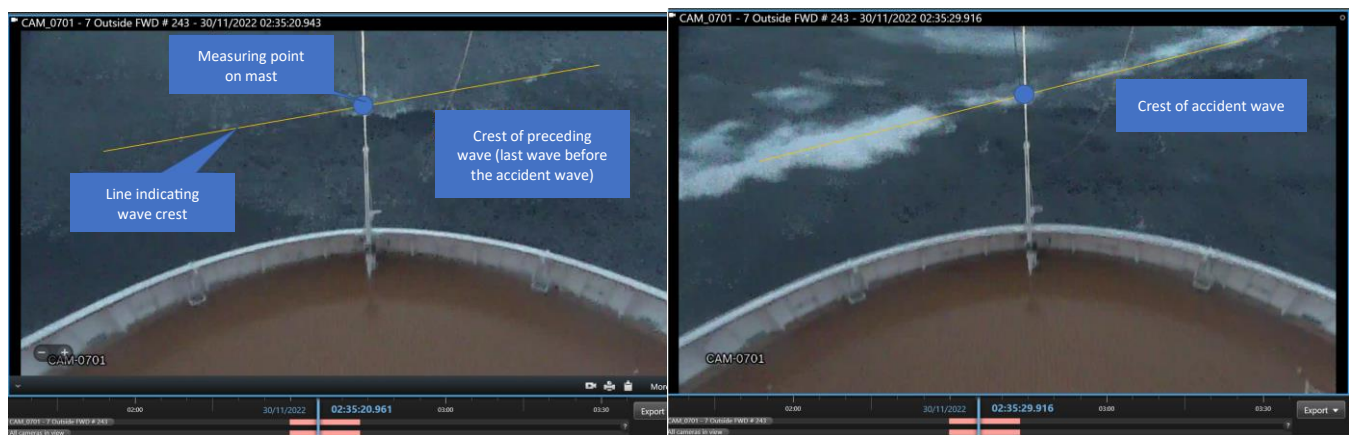 CAM_0701 - 7 Outside FWD # 243 - 30/11/2022 02:35:20.943
Measuring point
on mast
Crest of preceding
wave (last wave before
the accident wave)
Line indicating
wave crest
CAM-0701
More
02:00
30/11/2022
02:35:20.961
03:00
03:30
Export
CAM_0701 - 7 Outside FWD # 243
All cameras in view
CAM_0701 - 7 Outside FWD # 243 - 30/11/2022 02:35:29.916
Crest of accident wave
CAM-0701
02:00
30/11/2022
02:35:29.916
03:00
03:30
Export
CAM_0701 - 7 Outside FWD # 243
All cameras in view